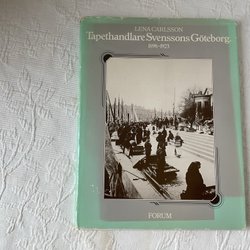 LENA CARLSSON
Tapethandlare Svenssons Göteborg.
1896-1923
FORUM